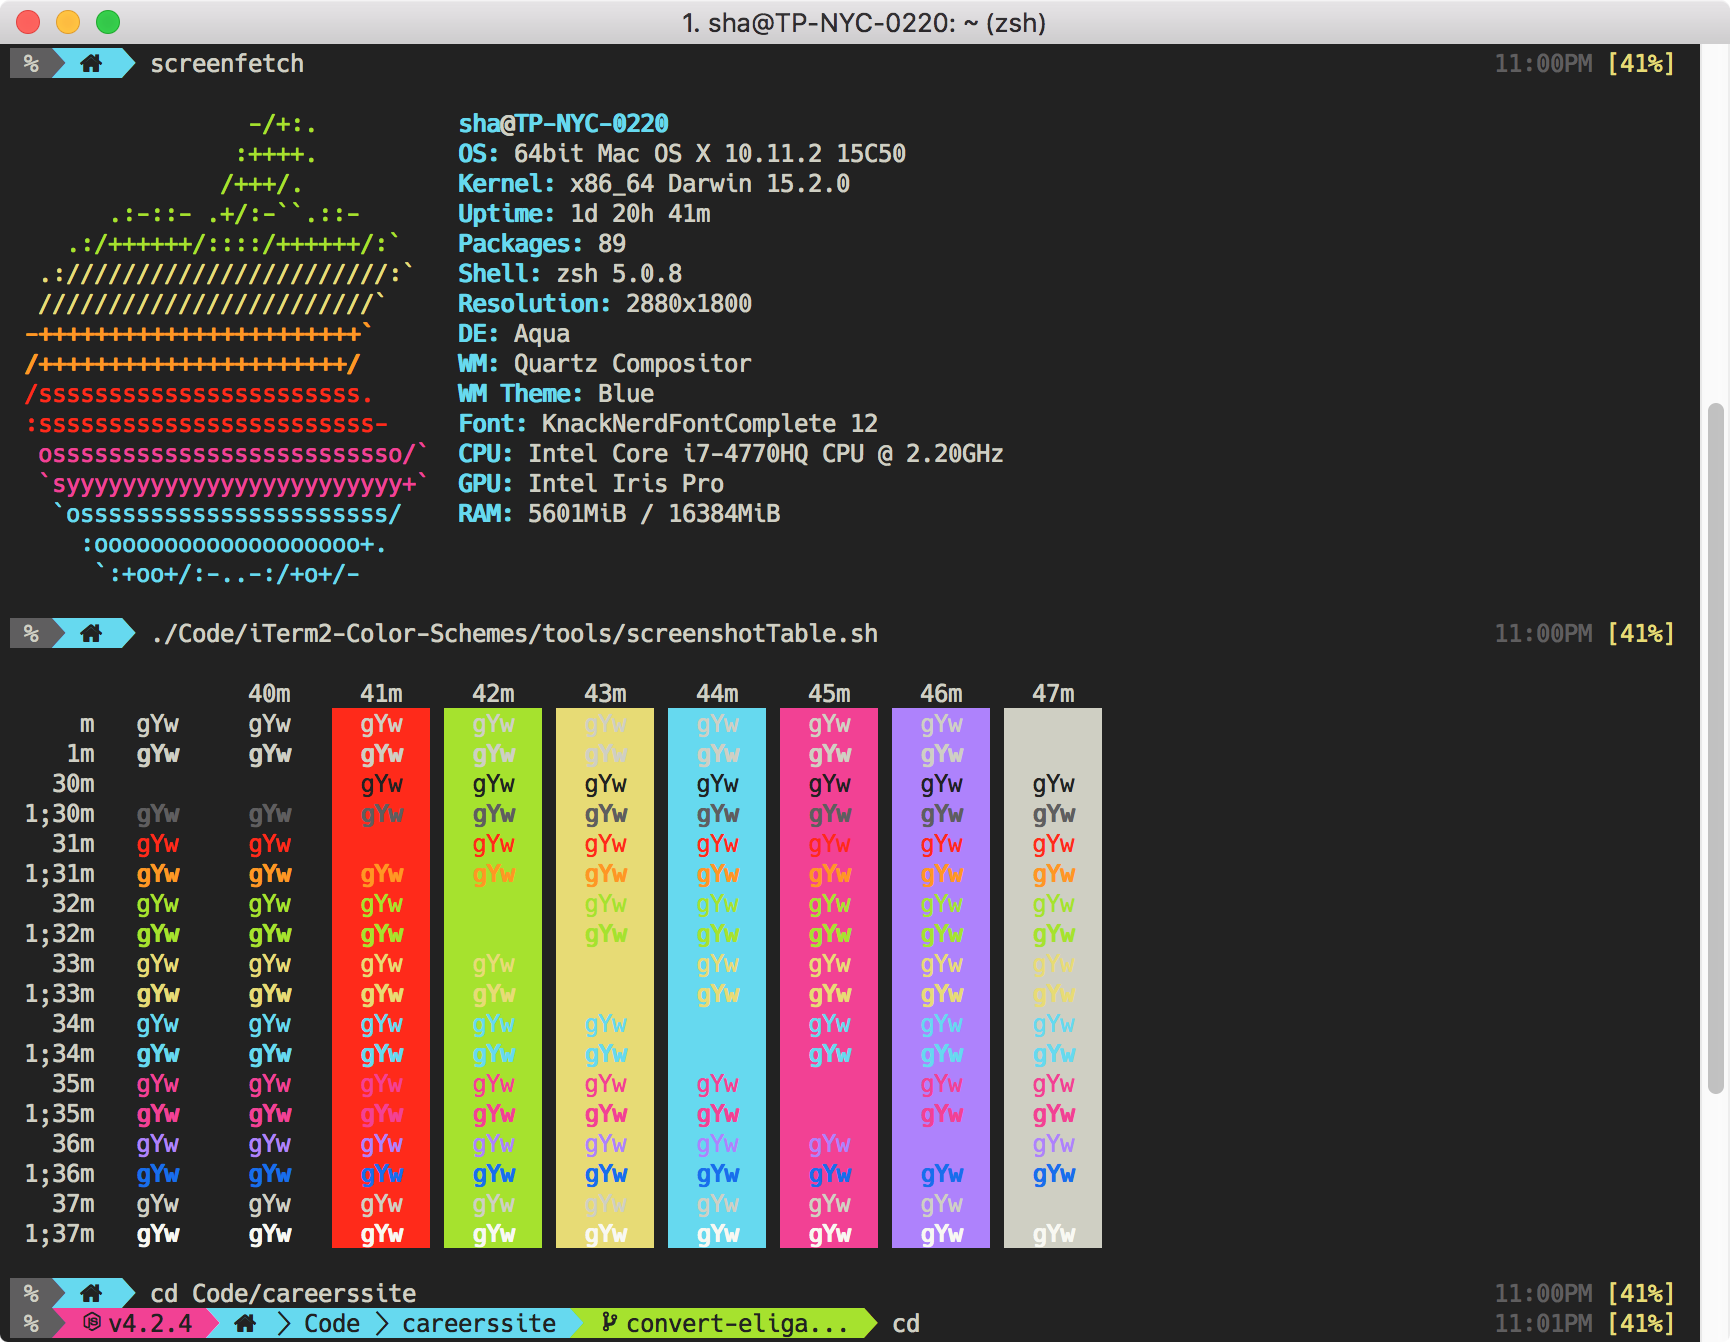 1. sha@TP-NYC-0220: ~ (zsh)
% screenfetch 11:00PM [41%]
-/+:. sha@TP-NYC-0220
:++++. OS: 64bit Mac OS X 10.11.2 15C50
/+++/. Kernel: x86_64 Darwin 15.2.0
.:-::- .+/:-``.::- Uptime: 1d 20h 41m
.:/++++++/::::/++++++/:` Packages: 89
.:///////////////////////:` Shell: zsh 5.0.8
////////////////////////` Resolution: 2880x1800
-+++++++++++++++++++++++` DE: Aqua
/++++++++++++++++++++++/ WM: Quartz Compositor
/sssssssssssssssssssssss. WM Theme: Blue
:ssssssssssssssssssssssss- Font: KnackNerdFontComplete 12
osssssssssssssssssssssssso/` CPU: Intel Core i7-4770HQ CPU @ 2.20GHz
`syyyyyyyyyyyyyyyyyyyyyyyy+` GPU: Intel Iris Pro
`ossssssssssssssssssssss/ RAM: 5601MiB / 16384MiB
:ooooooooooooooooooo+.
`:+oo+/:-..-:/+o+/-
% ./Code/iTerm2-Color-Schemes/tools/screenshotTable.sh 11:00PM [41%]
40m 41m 42m 43m 44m 45m 46m 47m
m gYw gYw gYw gYw gYw gYw gYw gYw
1m gYw gYw gYw gYw gYw gYw gYw gYw
30m gYw gYw gYw gYw gYw gYw gYw
1;30m gYw gYw gYw gYw gYw gYw gYw gYw gYw
31m gYw gYw gYw gYw gYw gYw gYw gYw
1;31m gYw gYw gYw gYw gYw gYw gYw gYw gYw
32m gYw gYw gYw gYw gYw gYw gYw gYw
1;32m gYw gYw gYw gYw gYw gYw gYw gYw
33m gYw gYw gYw gYw gYw gYw gYw gYw
1;33m gYw gYw gYw gYw gYw gYw gYw gYw
34m gYw gYw gYw gYw gYw gYw gYw gYw
1;34m gYw gYw gYw gYw gYw gYw gYw gYw
35m gYw gYw gYw gYw gYw gYw gYw gYw
1;35m gYw gYw gYw gYw gYw gYw gYw gYw
36m gYw gYw gYw gYw gYw gYw gYw gYw
1;36m gYw gYw gYw gYw gYw gYw gYw gYw gYw
37m gYw gYw gYw gYw gYw gYw gYw gYw
1;37m gYw gYw gYw gYw gYw gYw gYw gYw gYw
% cd Code/careerssite 11:00PM [41%]
% v4.2.4 Code careerssite convert-eliga... cd 11:01PM [41%]